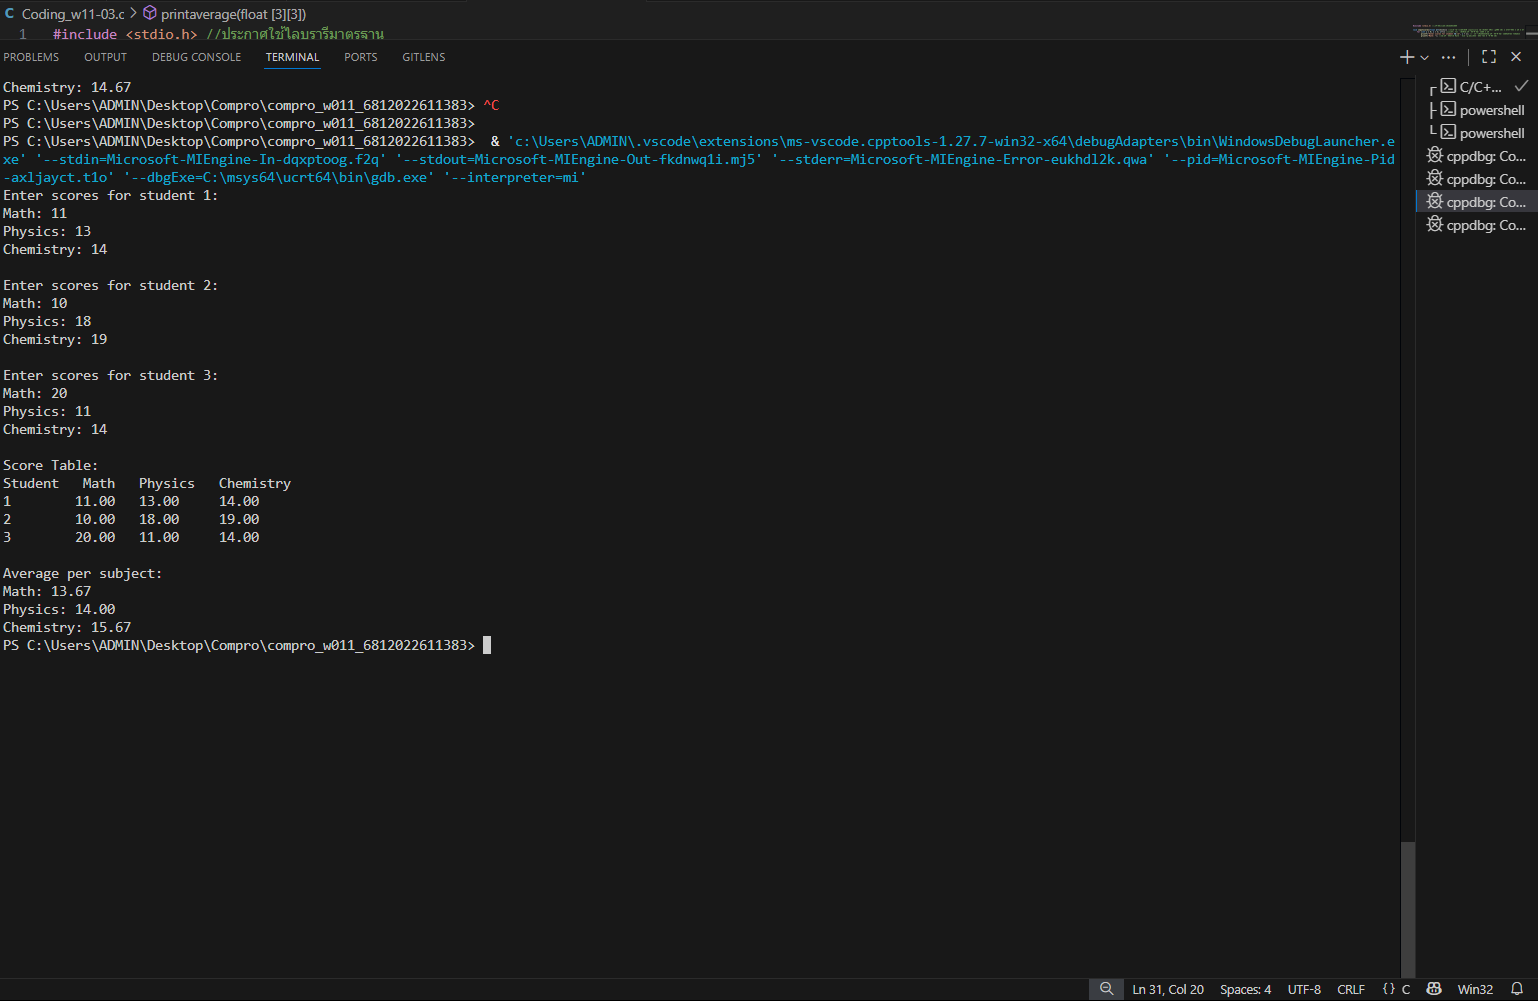 C Coding_w11-03.c > printaverage(float [3][3])
1 #include <stdio.h> //ประกาศใช้ไลบรารีมาตรฐาน
PROBLEMS OUTPUT DEBUG CONSOLE TERMINAL PORTS GITLENS
Chemistry: 14.67
PS C:\Users\ADMIN\Desktop\Compro\compro_w011_6812022611383> ^C
PS C:\Users\ADMIN\Desktop\Compro\compro_w011_6812022611383>
PS C:\Users\ADMIN\Desktop\Compro\compro_w011_6812022611383>  & 'c:\Users\ADMIN\.vscode\extensions\ms-vscode.cpptools-1.27.7-win32-x64\debugAdapters\bin\WindowsDebugLauncher.e
xe' '--stdin=Microsoft-MIEngine-In-dqxptoog.f2q' '--stdout=Microsoft-MIEngine-Out-fkdnwq1i.mj5' '--stderr=Microsoft-MIEngine-Error-eukhdl2k.qwa' '--pid=Microsoft-MIEngine-Pid
-axljayct.t1o' '--dbgExe=C:\msys64\ucrt64\bin\gdb.exe' '--interpreter=mi'
Enter scores for student 1:
Math: 11
Physics: 13
Chemistry: 14
Enter scores for student 2:
Math: 10
Physics: 18
Chemistry: 19
Enter scores for student 3:
Math: 20
Physics: 11
Chemistry: 14
Score Table:
Student   Math   Physics   Chemistry
1        11.00   13.00     14.00
2        10.00   18.00     19.00
3        20.00   11.00     14.00
Average per subject:
Math: 13.67
Physics: 14.00
Chemistry: 15.67
PS C:\Users\ADMIN\Desktop\Compro\compro_w011_6812022611383>
C/C+...
powershell
powershell
cppdbg: Co...
cppdbg: Co...
cppdbg: Co...
cppdbg: Co...
Ln 31, Col 20 Spaces: 4 UTF-8 CRLF {} C Win32